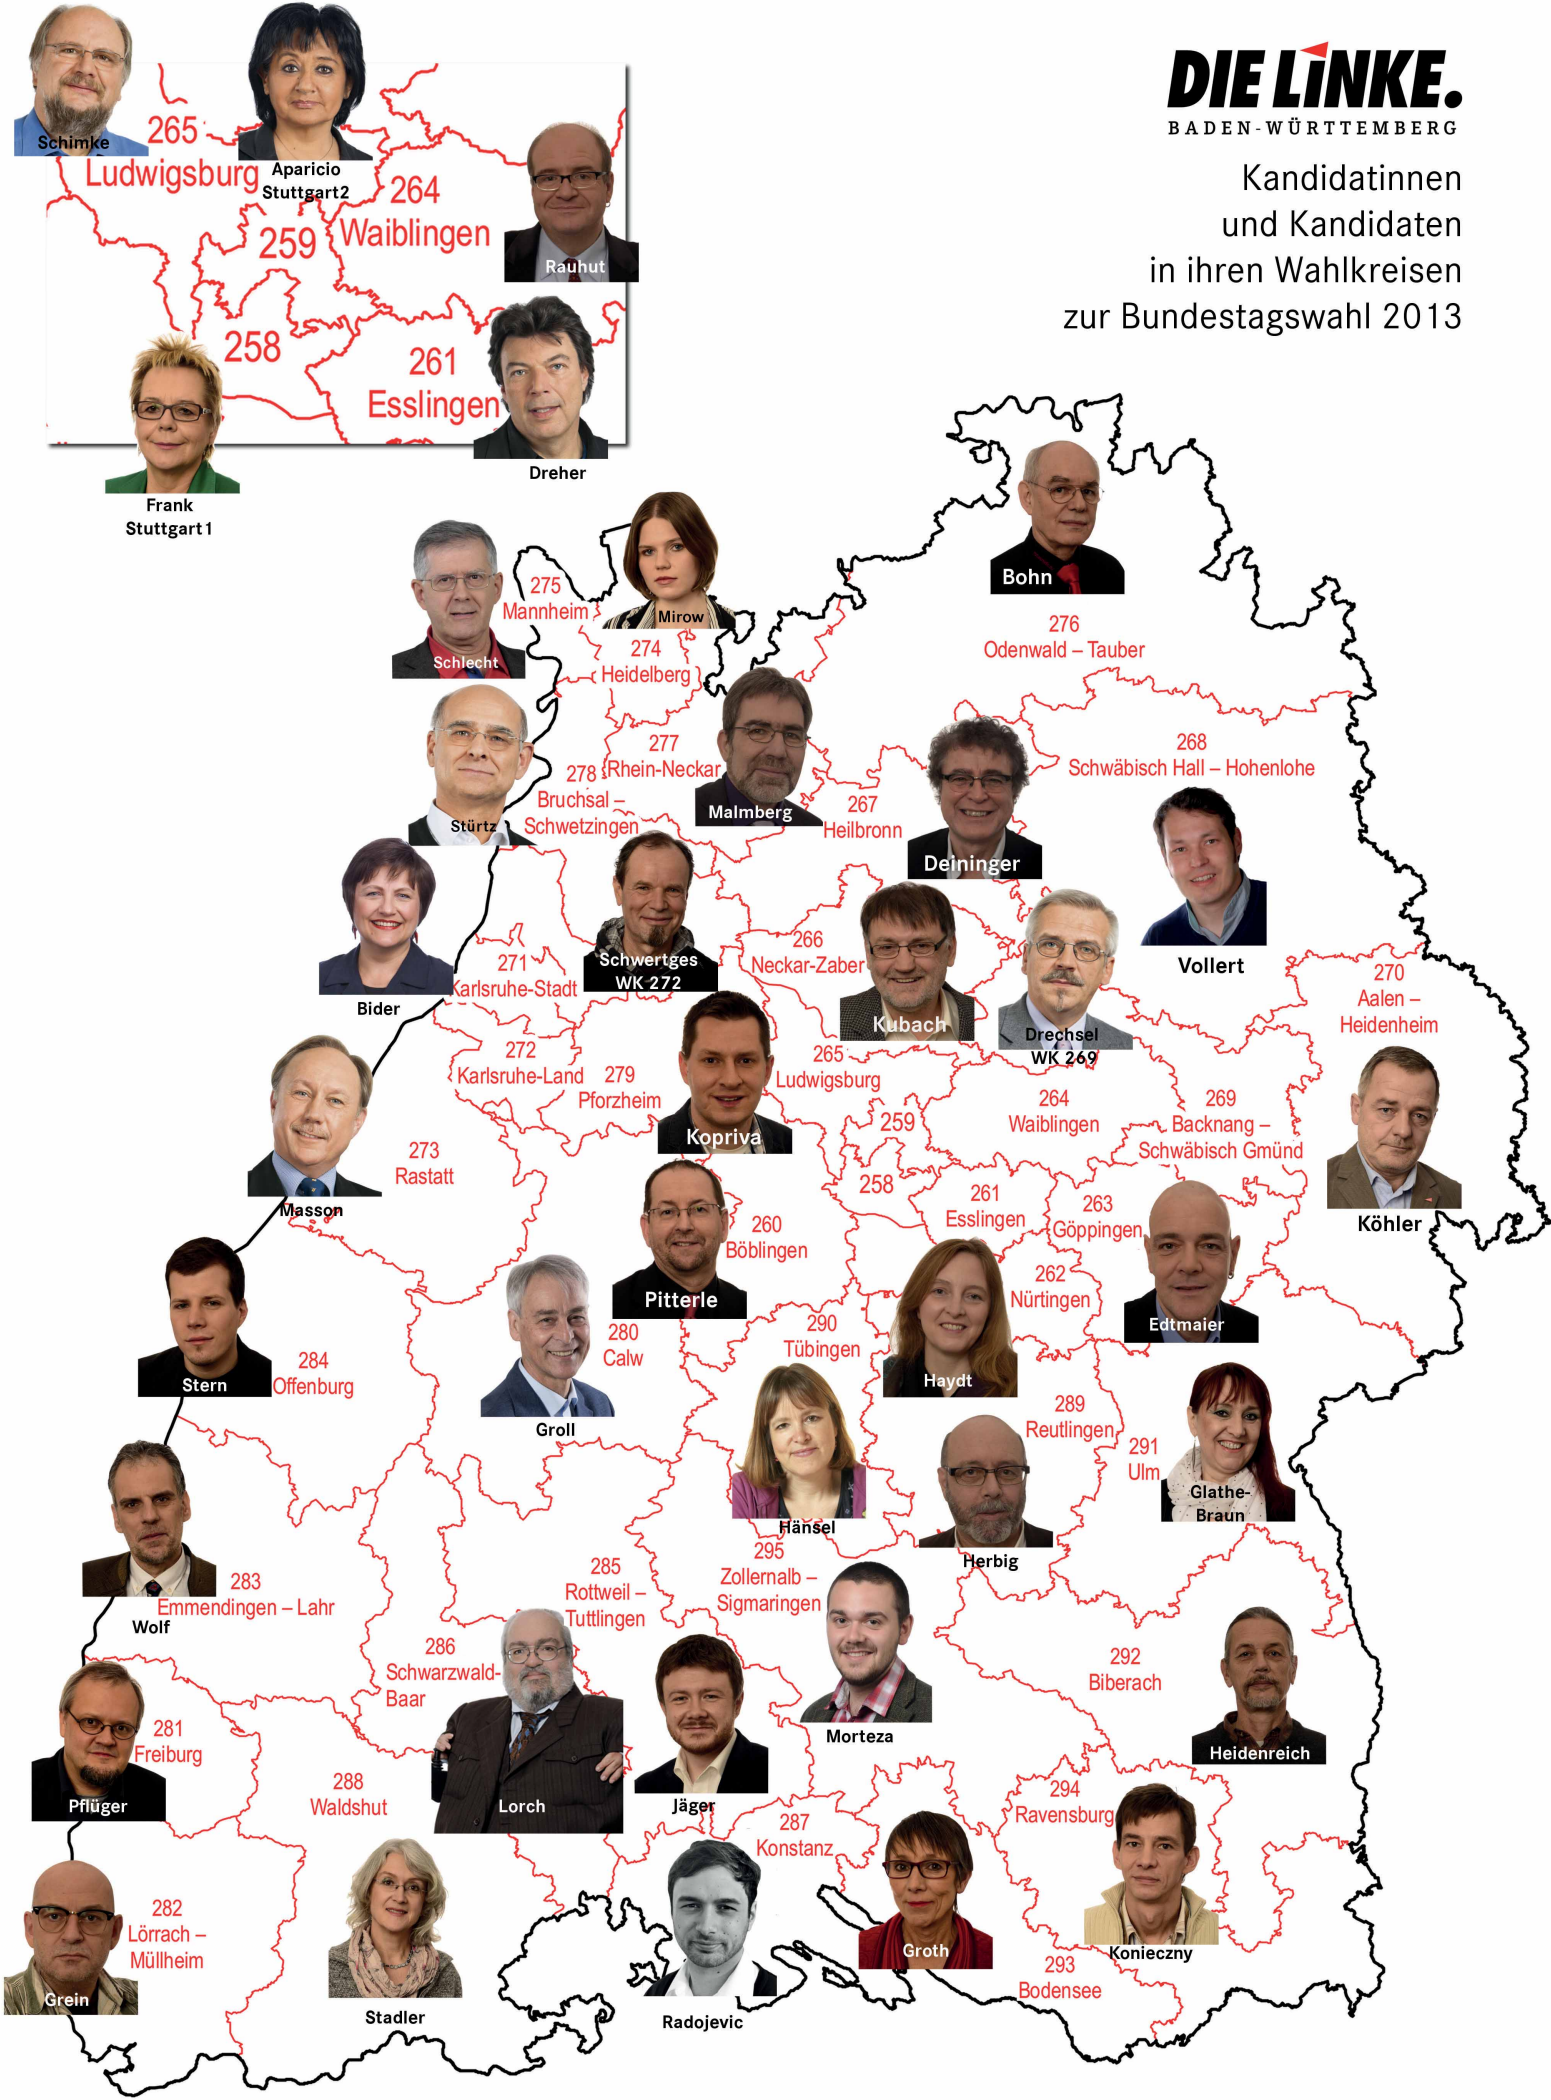 DIE LINKE.
BADEN-WÜRTTEMBERG
Kandidatinnen
und Kandidaten
in ihren Wahlkreisen
zur Bundestagswahl 2013
Schimke
265
Ludwigsburg
Aparicio
Stuttgart2
264
Waiblingen
Rauhut
259
258
261
Esslingen
Dreher
Frank
Stuttgart1
Bohn
275
Mannheim
Mirow
Schlecht
274
Heidelberg
276
Odenwald – Tauber
277
Rhein-Neckar
278
Bruchsal –
Schwetzingen
Stürtz
Malmberg
267
Heilbronn
Deininger
268
Schwäbisch Hall – Hohenlohe
Vollert
Bider
271
Karlsruhe-Stadt
Schwertges
WK 272
266
Neckar-Zaber
Kubach
Drechsel
WK 269
270
Aalen –
Heidenheim
272
Karlsruhe-Land
279
Pforzheim
Kopriva
265
Ludwigsburg
259
264
Waiblingen
269
Backnang –
Schwäbisch Gmünd
Köhler
273
Rastatt
Masson
258
261
Esslingen
263
Göppingen
260
Böblingen
Pitterle
262
Nürtingen
Edtmaier
Stern
284
Offenburg
280
Calw
Groll
290
Tübingen
Haydt
289
Reutlingen
291
Ulm
Glathe-
Braun
Hänsel
Herbig
283
Emmendingen – Lahr
Wolf
285
Rottweil –
Tuttlingen
295
Zollernalb –
Sigmaringen
286
Schwarzwald-
Baar
292
Biberach
Heidenreich
Morteza
281
Freiburg
Pflüger
288
Waldshut
Lorch
Jäger
287
Konstanz
294
Ravensburg
282
Lörrach –
Müllheim
Grein
Stadler
Radojevic
Groth
Konieczny
293
Bodensee